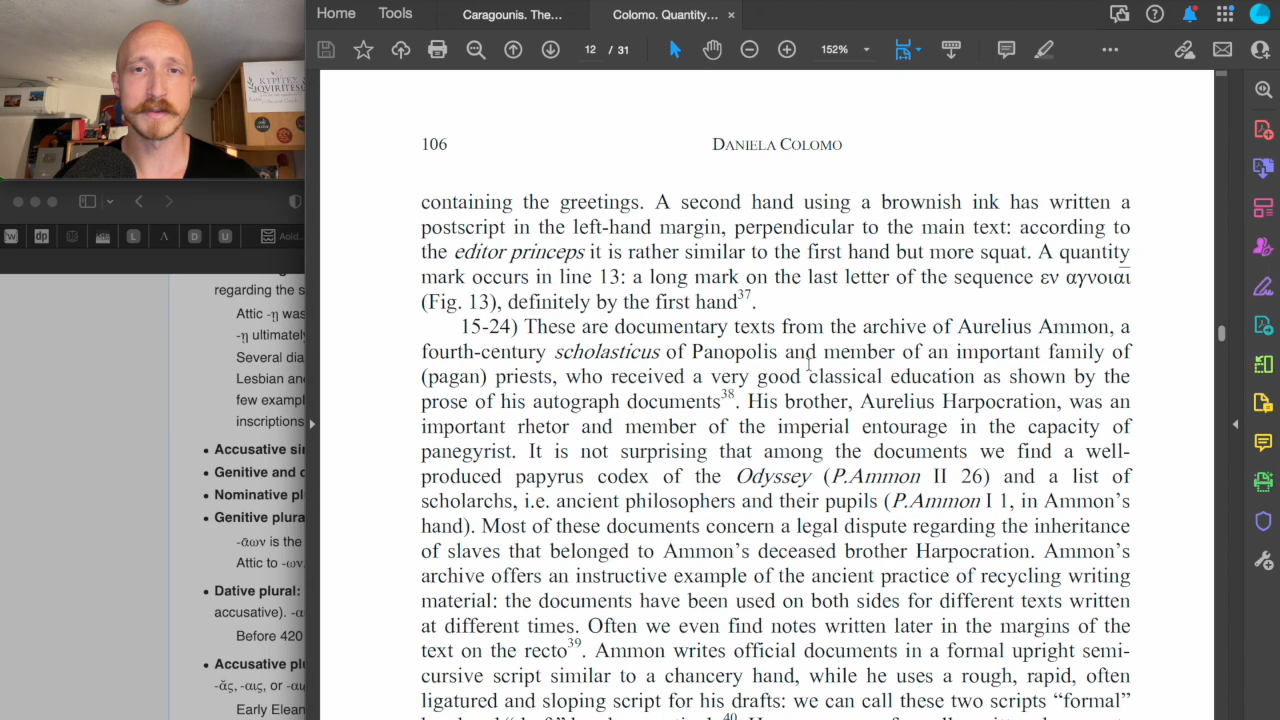 Home
Tools
Caragounis. The...
Colomo. Quantity...
12 / 31
152%
ΚΥΡΙΤΕΣ
QVIRITES
106
DANIELA COLOMO
containing the greetings. A second hand using a brownish ink has written a
postscript in the left-hand margin, perpendicular to the main text: according to
the editor princeps it is rather similar to the first hand but more squat. A quantity
mark occurs in line 13: a long mark on the last letter of the sequence εν αγνοιαῑ
(Fig. 13), definitely by the first hand37.
15-24) These are documentary texts from the archive of Aurelius Ammon, a
fourth-century scholasticus of Panopolis and member of an important family of
(pagan) priests, who received a very good classical education as shown by the
prose of his autograph documents38. His brother, Aurelius Harpocration, was an
important rhetor and member of the imperial entourage in the capacity of
panegyrist. It is not surprising that among the documents we find a well-
produced papyrus codex of the Odyssey (P.Ammon II 26) and a list of
scholarchs, i.e. ancient philosophers and their pupils (P.Ammon I 1, in Ammon's
hand). Most of these documents concern a legal dispute regarding the inheritance
of slaves that belonged to Ammon's deceased brother Harpocration. Ammon's
archive offers an instructive example of the ancient practice of recycling writing
material: the documents have been used on both sides for different texts written
at different times. Often we even find notes written later in the margins of the
text on the recto39. Ammon writes official documents in a formal upright semi-
cursive script similar to a chancery hand, while he uses a rough, rapid, often
ligatured and sloping script for his drafts: we can call these two scripts “formal”
W
dp
L
Λ
D
U
Aoid...
regarding the s
Attic -η was
-η ultimately
Several dia
Lesbian and
few exampl
inscriptions
• Accusative si
• Genitive and d
• Nominative pl
• Genitive plura
-ᾱων is the
Attic to -ων.
• Dative plural:
accusative). -α
Before 420
• Accusative plu
-ᾰς, -αις, or -αι
Early Elean